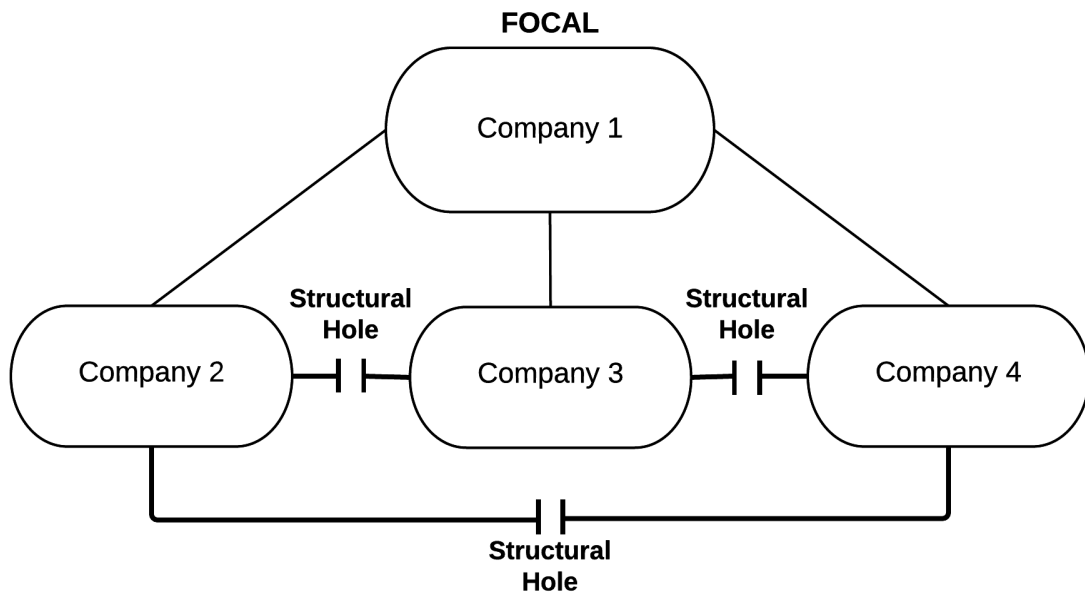 FOCAL
Company 1
Structural
Hole
Structural
Hole
Company 2
Company 3
Company 4
Structural
Hole